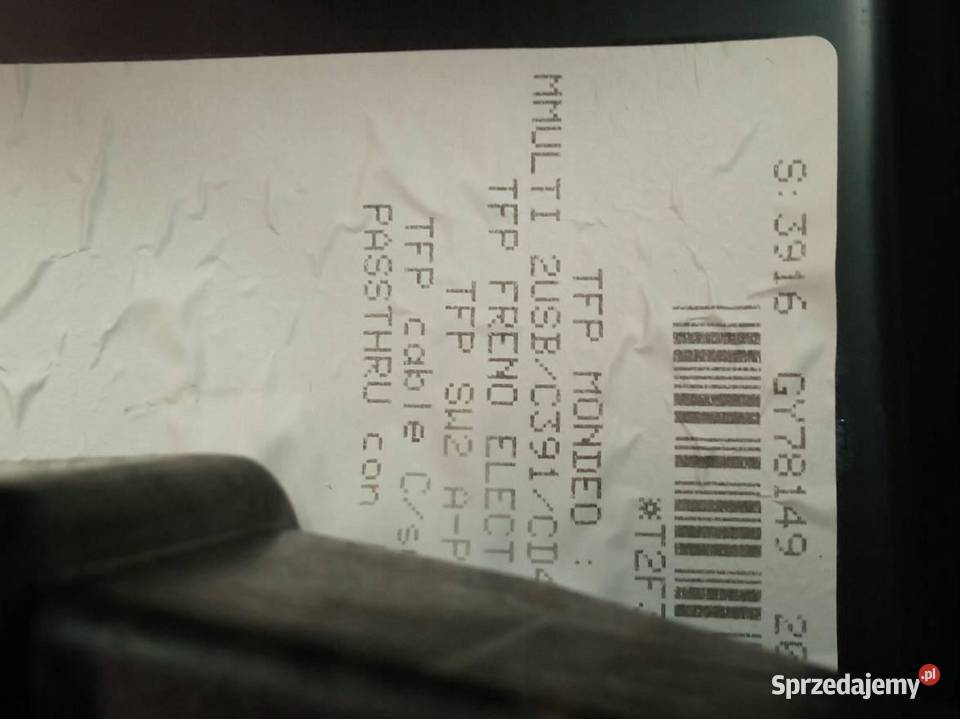 S: 3916 GY78149
*T2F
TFP MONDEO :
MMULTI 2USB/C391/CD4
TFP FRENO ELECT
TFP SW2 A-P
TFP cable C/s
PASSTHRU con
Sprzedajemy.pl